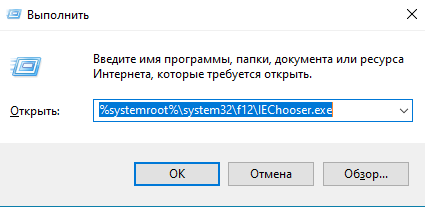 Выполнить
Введите имя программы, папки, документа или ресурса
Интернета, которые требуется открыть.
Открыть: %systemroot%\system32\f12\IEChooser.exe
ОК Отмена Обзор...